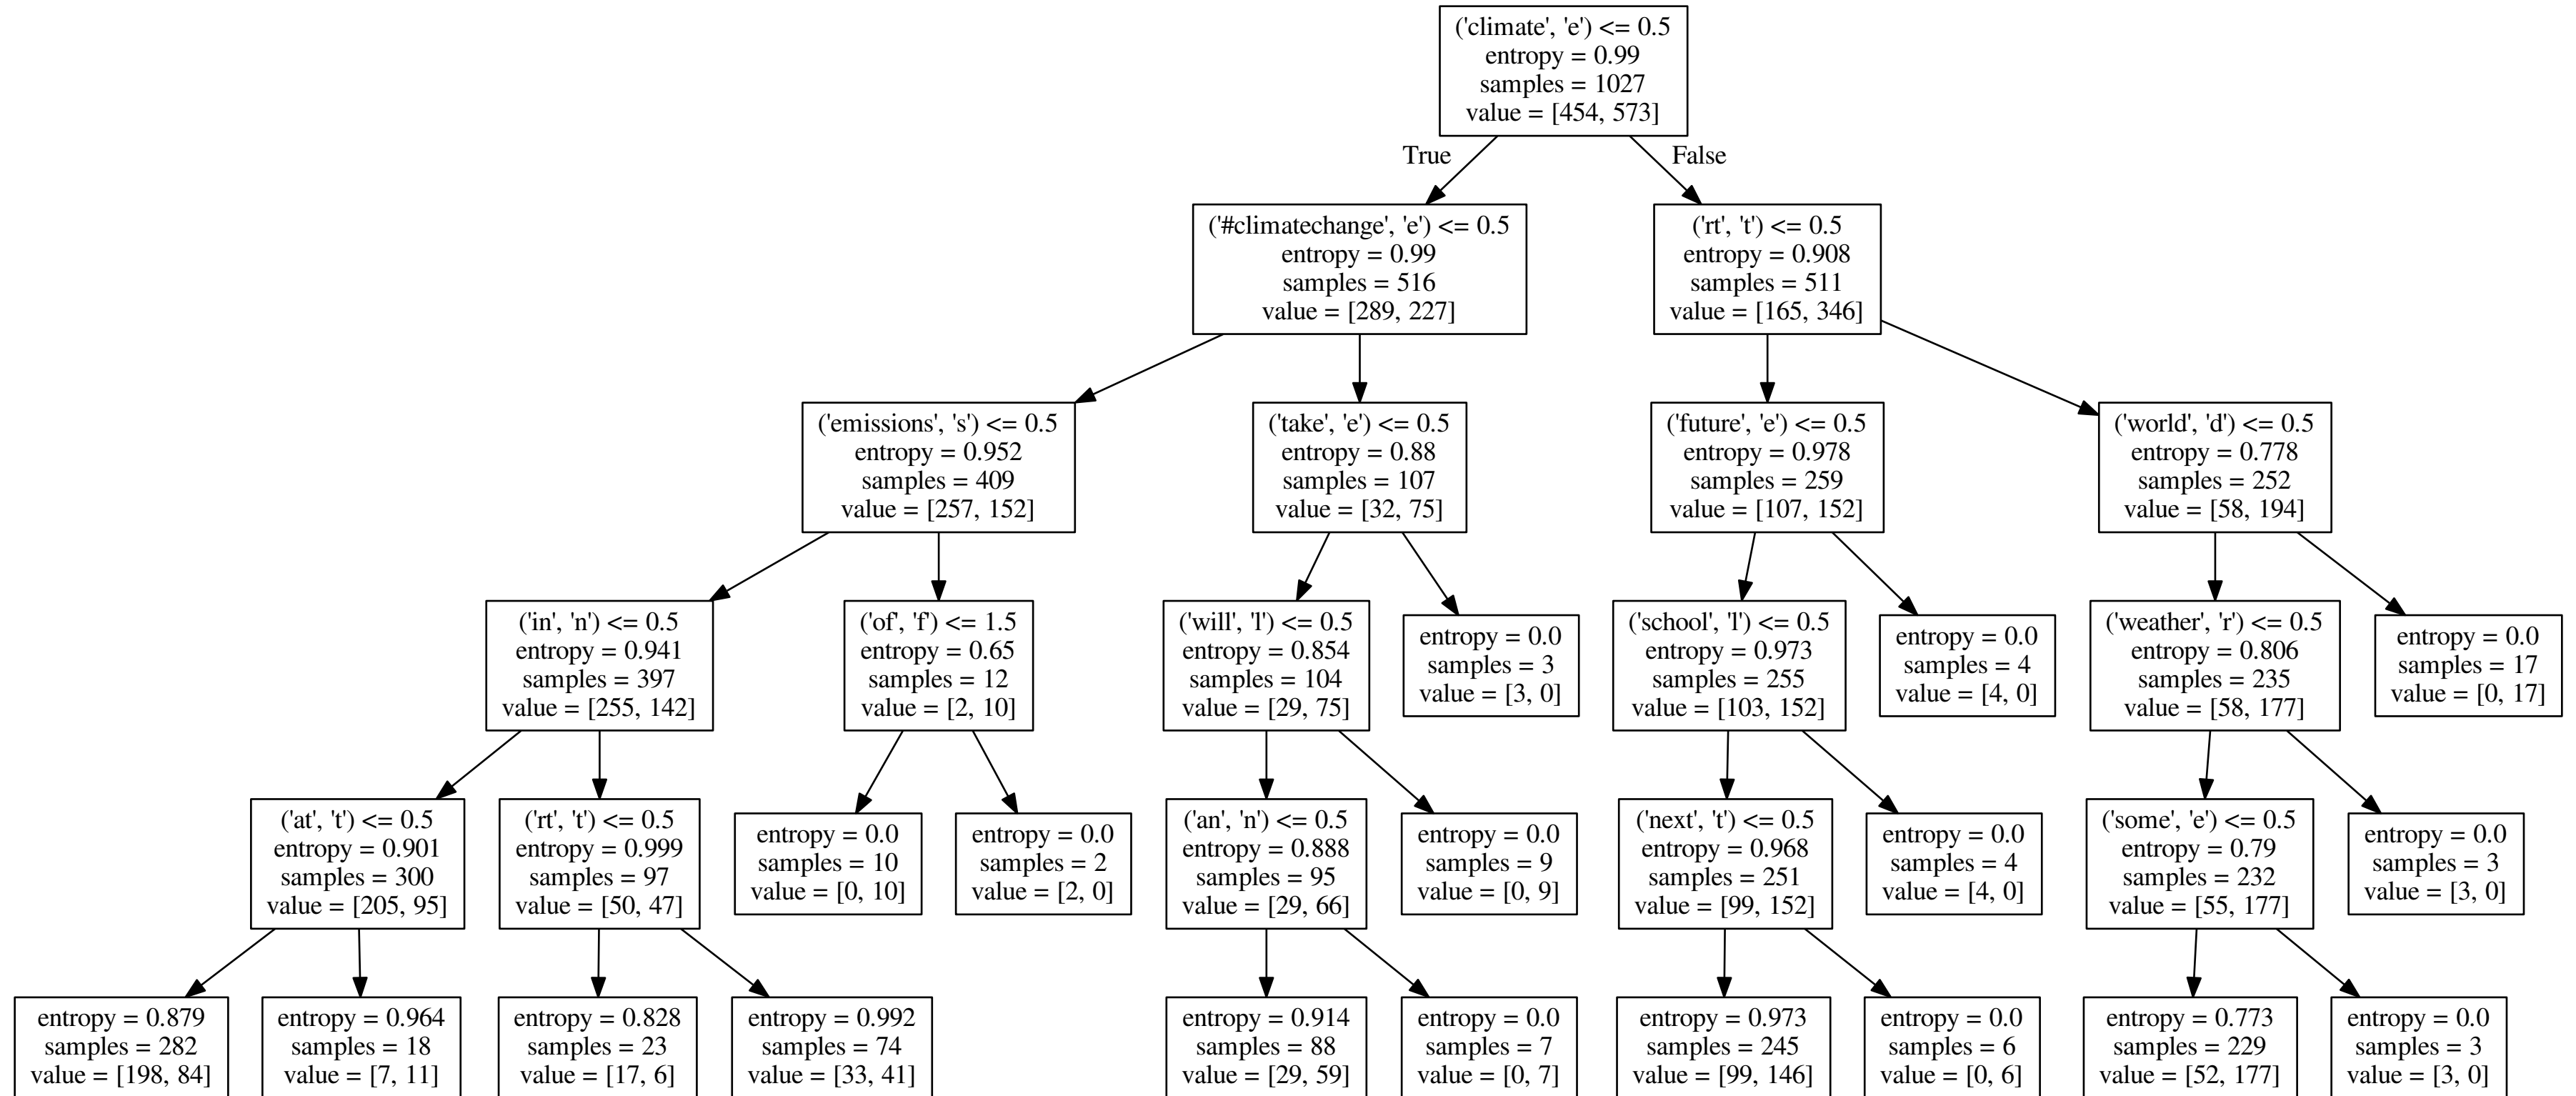 ('climate', 'e') <= 0.5
entropy = 0.99
samples = 1027
value = [454, 573]
True
False
('#climatechange', 'e') <= 0.5
entropy = 0.99
samples = 516
value = [289, 227]
('rt', 't') <= 0.5
entropy = 0.908
samples = 511
value = [165, 346]
('emissions', 's') <= 0.5
entropy = 0.952
samples = 409
value = [257, 152]
('take', 'e') <= 0.5
entropy = 0.88
samples = 107
value = [32, 75]
('future', 'e') <= 0.5
entropy = 0.978
samples = 259
value = [107, 152]
('world', 'd') <= 0.5
entropy = 0.778
samples = 252
value = [58, 194]
('in', 'n') <= 0.5
entropy = 0.941
samples = 397
value = [255, 142]
('of', 'f') <= 1.5
entropy = 0.65
samples = 12
value = [2, 10]
('will', 'l') <= 0.5
entropy = 0.854
samples = 104
value = [29, 75]
entropy = 0.0
samples = 3
value = [3, 0]
('school', 'l') <= 0.5
entropy = 0.973
samples = 255
value = [103, 152]
entropy = 0.0
samples = 4
value = [4, 0]
('weather', 'r') <= 0.5
entropy = 0.806
samples = 235
value = [58, 177]
entropy = 0.0
samples = 17
value = [0, 17]
('at', 't') <= 0.5
entropy = 0.901
samples = 300
value = [205, 95]
('rt', 't') <= 0.5
entropy = 0.999
samples = 97
value = [50, 47]
entropy = 0.0
samples = 10
value = [0, 10]
entropy = 0.0
samples = 2
value = [2, 0]
('an', 'n') <= 0.5
entropy = 0.888
samples = 95
value = [29, 66]
entropy = 0.0
samples = 9
value = [0, 9]
('next', 't') <= 0.5
entropy = 0.968
samples = 251
value = [99, 152]
entropy = 0.0
samples = 4
value = [4, 0]
('some', 'e') <= 0.5
entropy = 0.79
samples = 232
value = [55, 177]
entropy = 0.0
samples = 3
value = [3, 0]
entropy = 0.879
samples = 282
value = [198, 84]
entropy = 0.964
samples = 18
value = [7, 11]
entropy = 0.828
samples = 23
value = [17, 6]
entropy = 0.992
samples = 74
value = [33, 41]
entropy = 0.914
samples = 88
value = [29, 59]
entropy = 0.0
samples = 7
value = [0, 7]
entropy = 0.973
samples = 245
value = [99, 146]
entropy = 0.0
samples = 6
value = [0, 6]
entropy = 0.773
samples = 229
value = [52, 177]
entropy = 0.0
samples = 3
value = [3, 0]